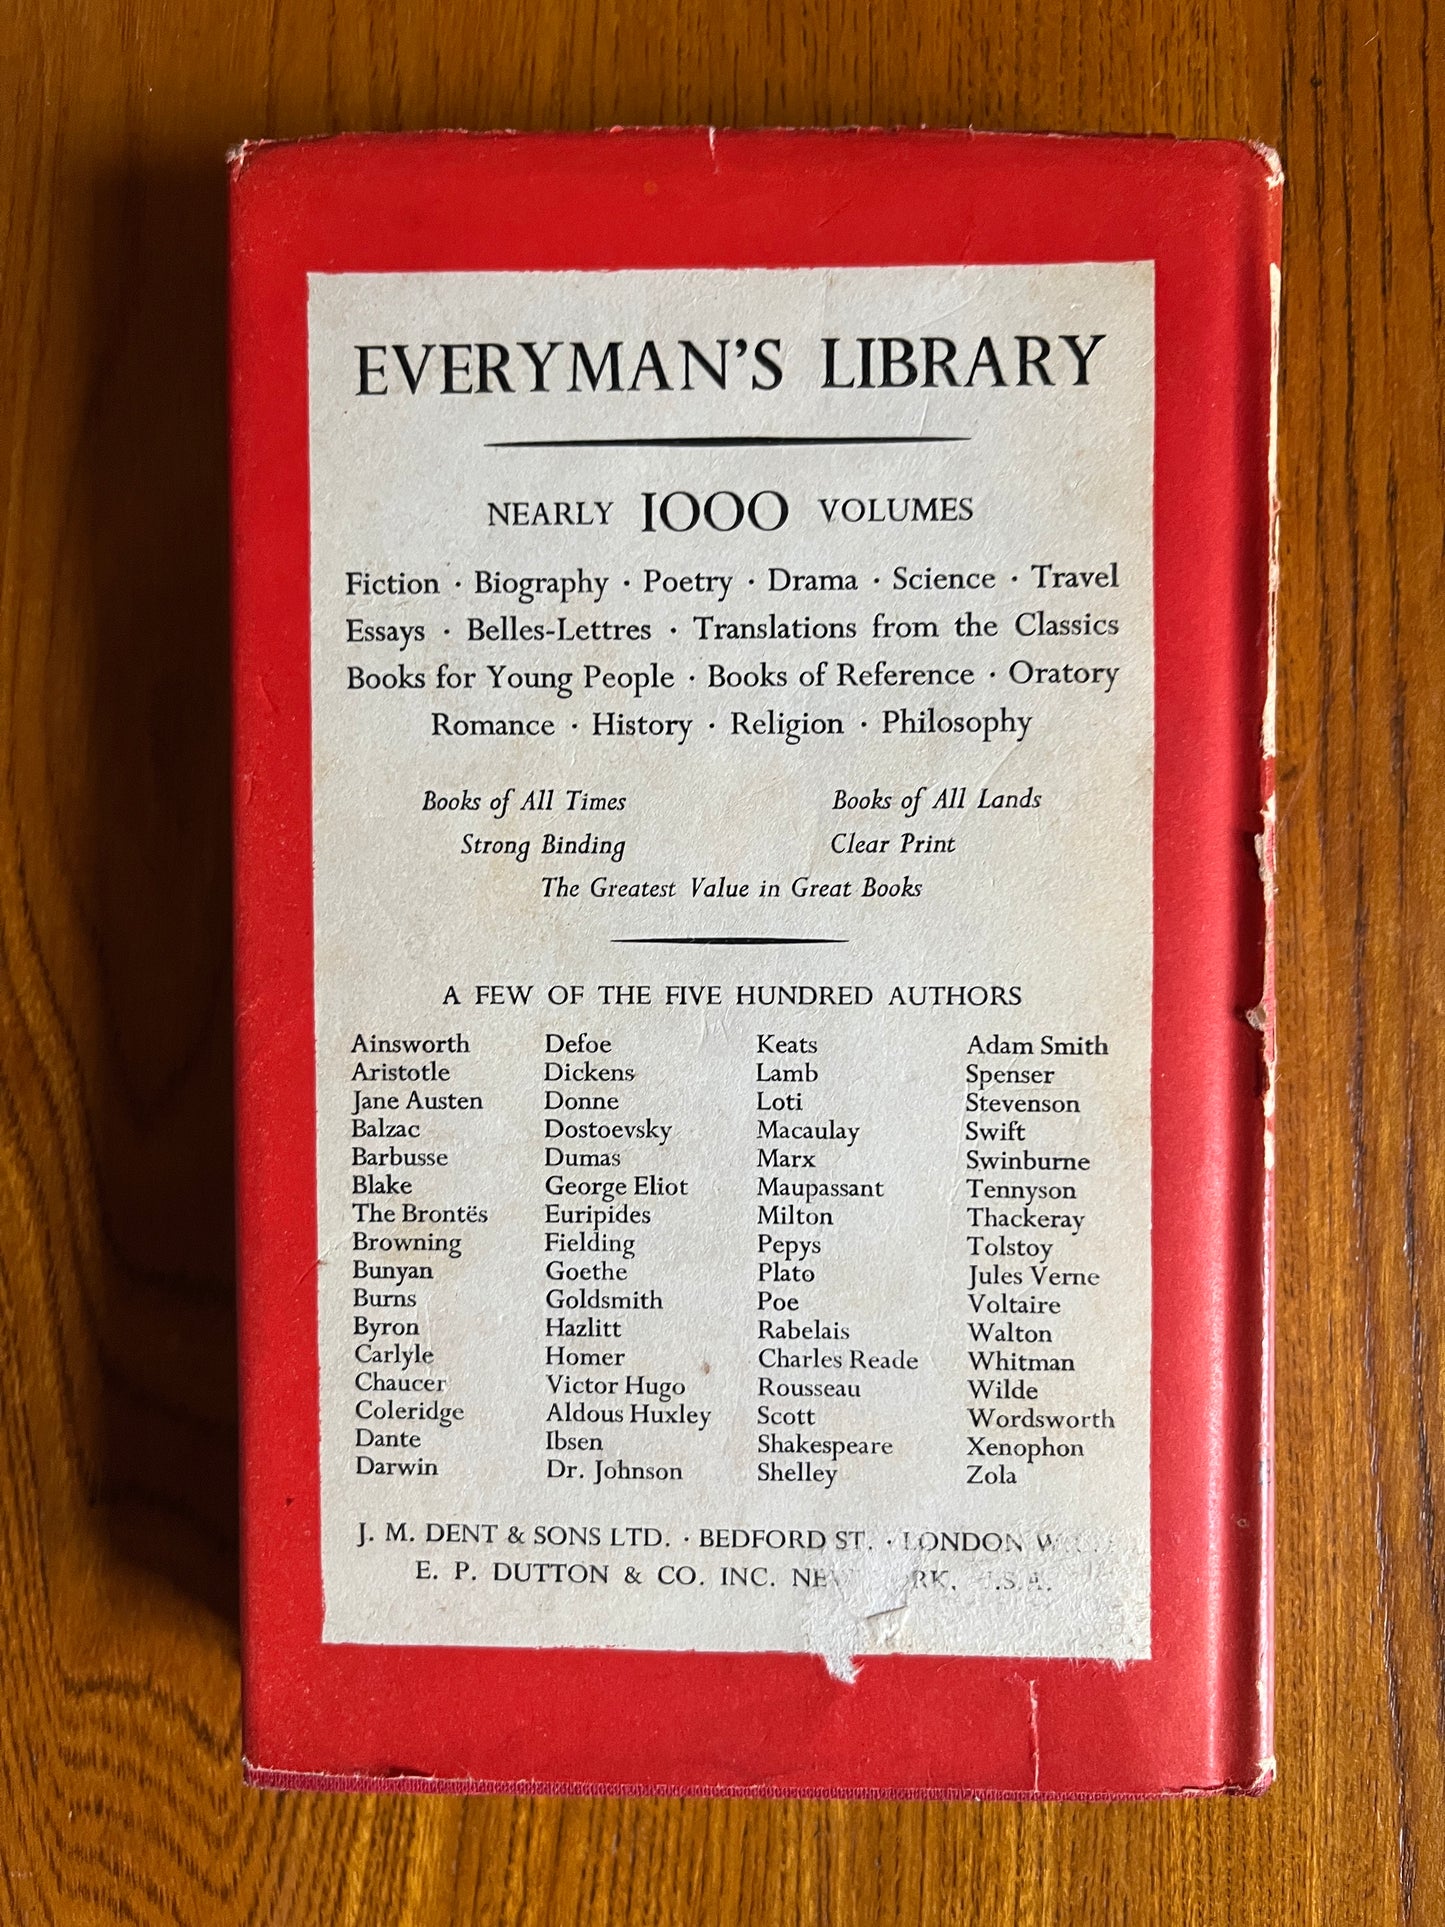 EVERYMAN'S LIBRARY
NEARLY 1000 VOLUMES
Fiction · Biography · Poetry · Drama · Science · Travel
Essays · Belles-Lettres · Translations from the Classics
Books for Young People · Books of Reference · Oratory
Romance · History · Religion · Philosophy
Books of All Times Books of All Lands
Strong Binding Clear Print
The Greatest Value in Great Books
A FEW OF THE FIVE HUNDRED AUTHORS
Ainsworth
Aristotle
Jane Austen
Balzac
Barbusse
Blake
The Brontës
Browning
Bunyan
Burns
Byron
Carlyle
Chaucer
Coleridge
Dante
Darwin
Defoe
Dickens
Donne
Dostoevsky
Dumas
George Eliot
Euripides
Fielding
Goethe
Goldsmith
Hazlitt
Homer
Victor Hugo
Aldous Huxley
Ibsen
Dr. Johnson
Keats
Lamb
Loti
Macaulay
Marx
Maupassant
Milton
Pepys
Plato
Poe
Rabelais
Charles Reade
Rousseau
Scott
Shakespeare
Shelley
Adam Smith
Spenser
Stevenson
Swift
Swinburne
Tennyson
Thackeray
Tolstoy
Jules Verne
Voltaire
Walton
Whitman
Wilde
Wordsworth
Xenophon
Zola
J. M. DENT & SONS LTD. · BEDFORD ST. · LONDON
E. P. DUTTON & CO. INC.